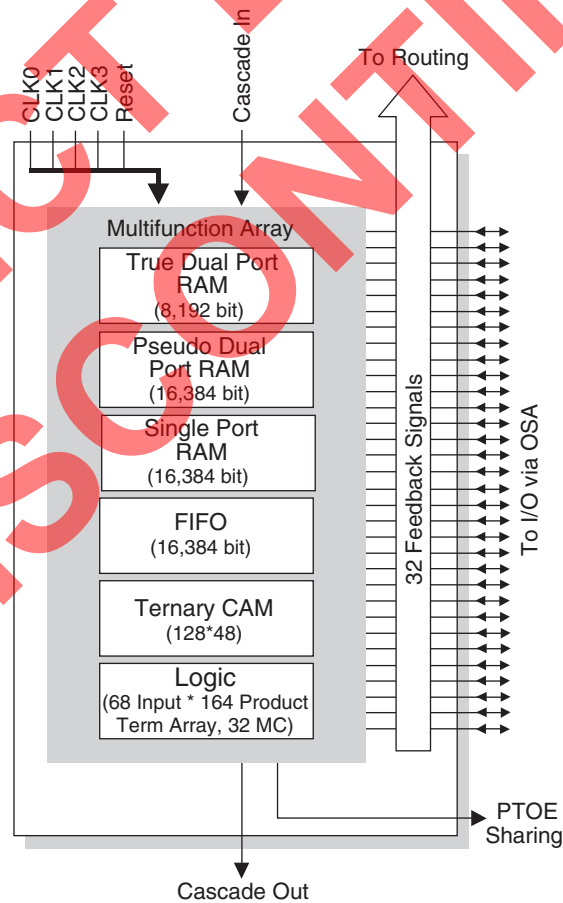 CLK0
CLK1
CLK2
CLK3
Reset
Cascade In
To Routing
Multifunction Array
True Dual Port
RAM
(8,192 bit)
Pseudo Dual
Port RAM
(16,384 bit)
Single Port
RAM
(16,384 bit)
FIFO
(16,384 bit)
Ternary CAM
(128*48)
Logic
(68 Input * 164 Product
Term Array, 32 MC)
32 Feedback Signals
To I/O via OSA
PTOE
Sharing
Cascade Out